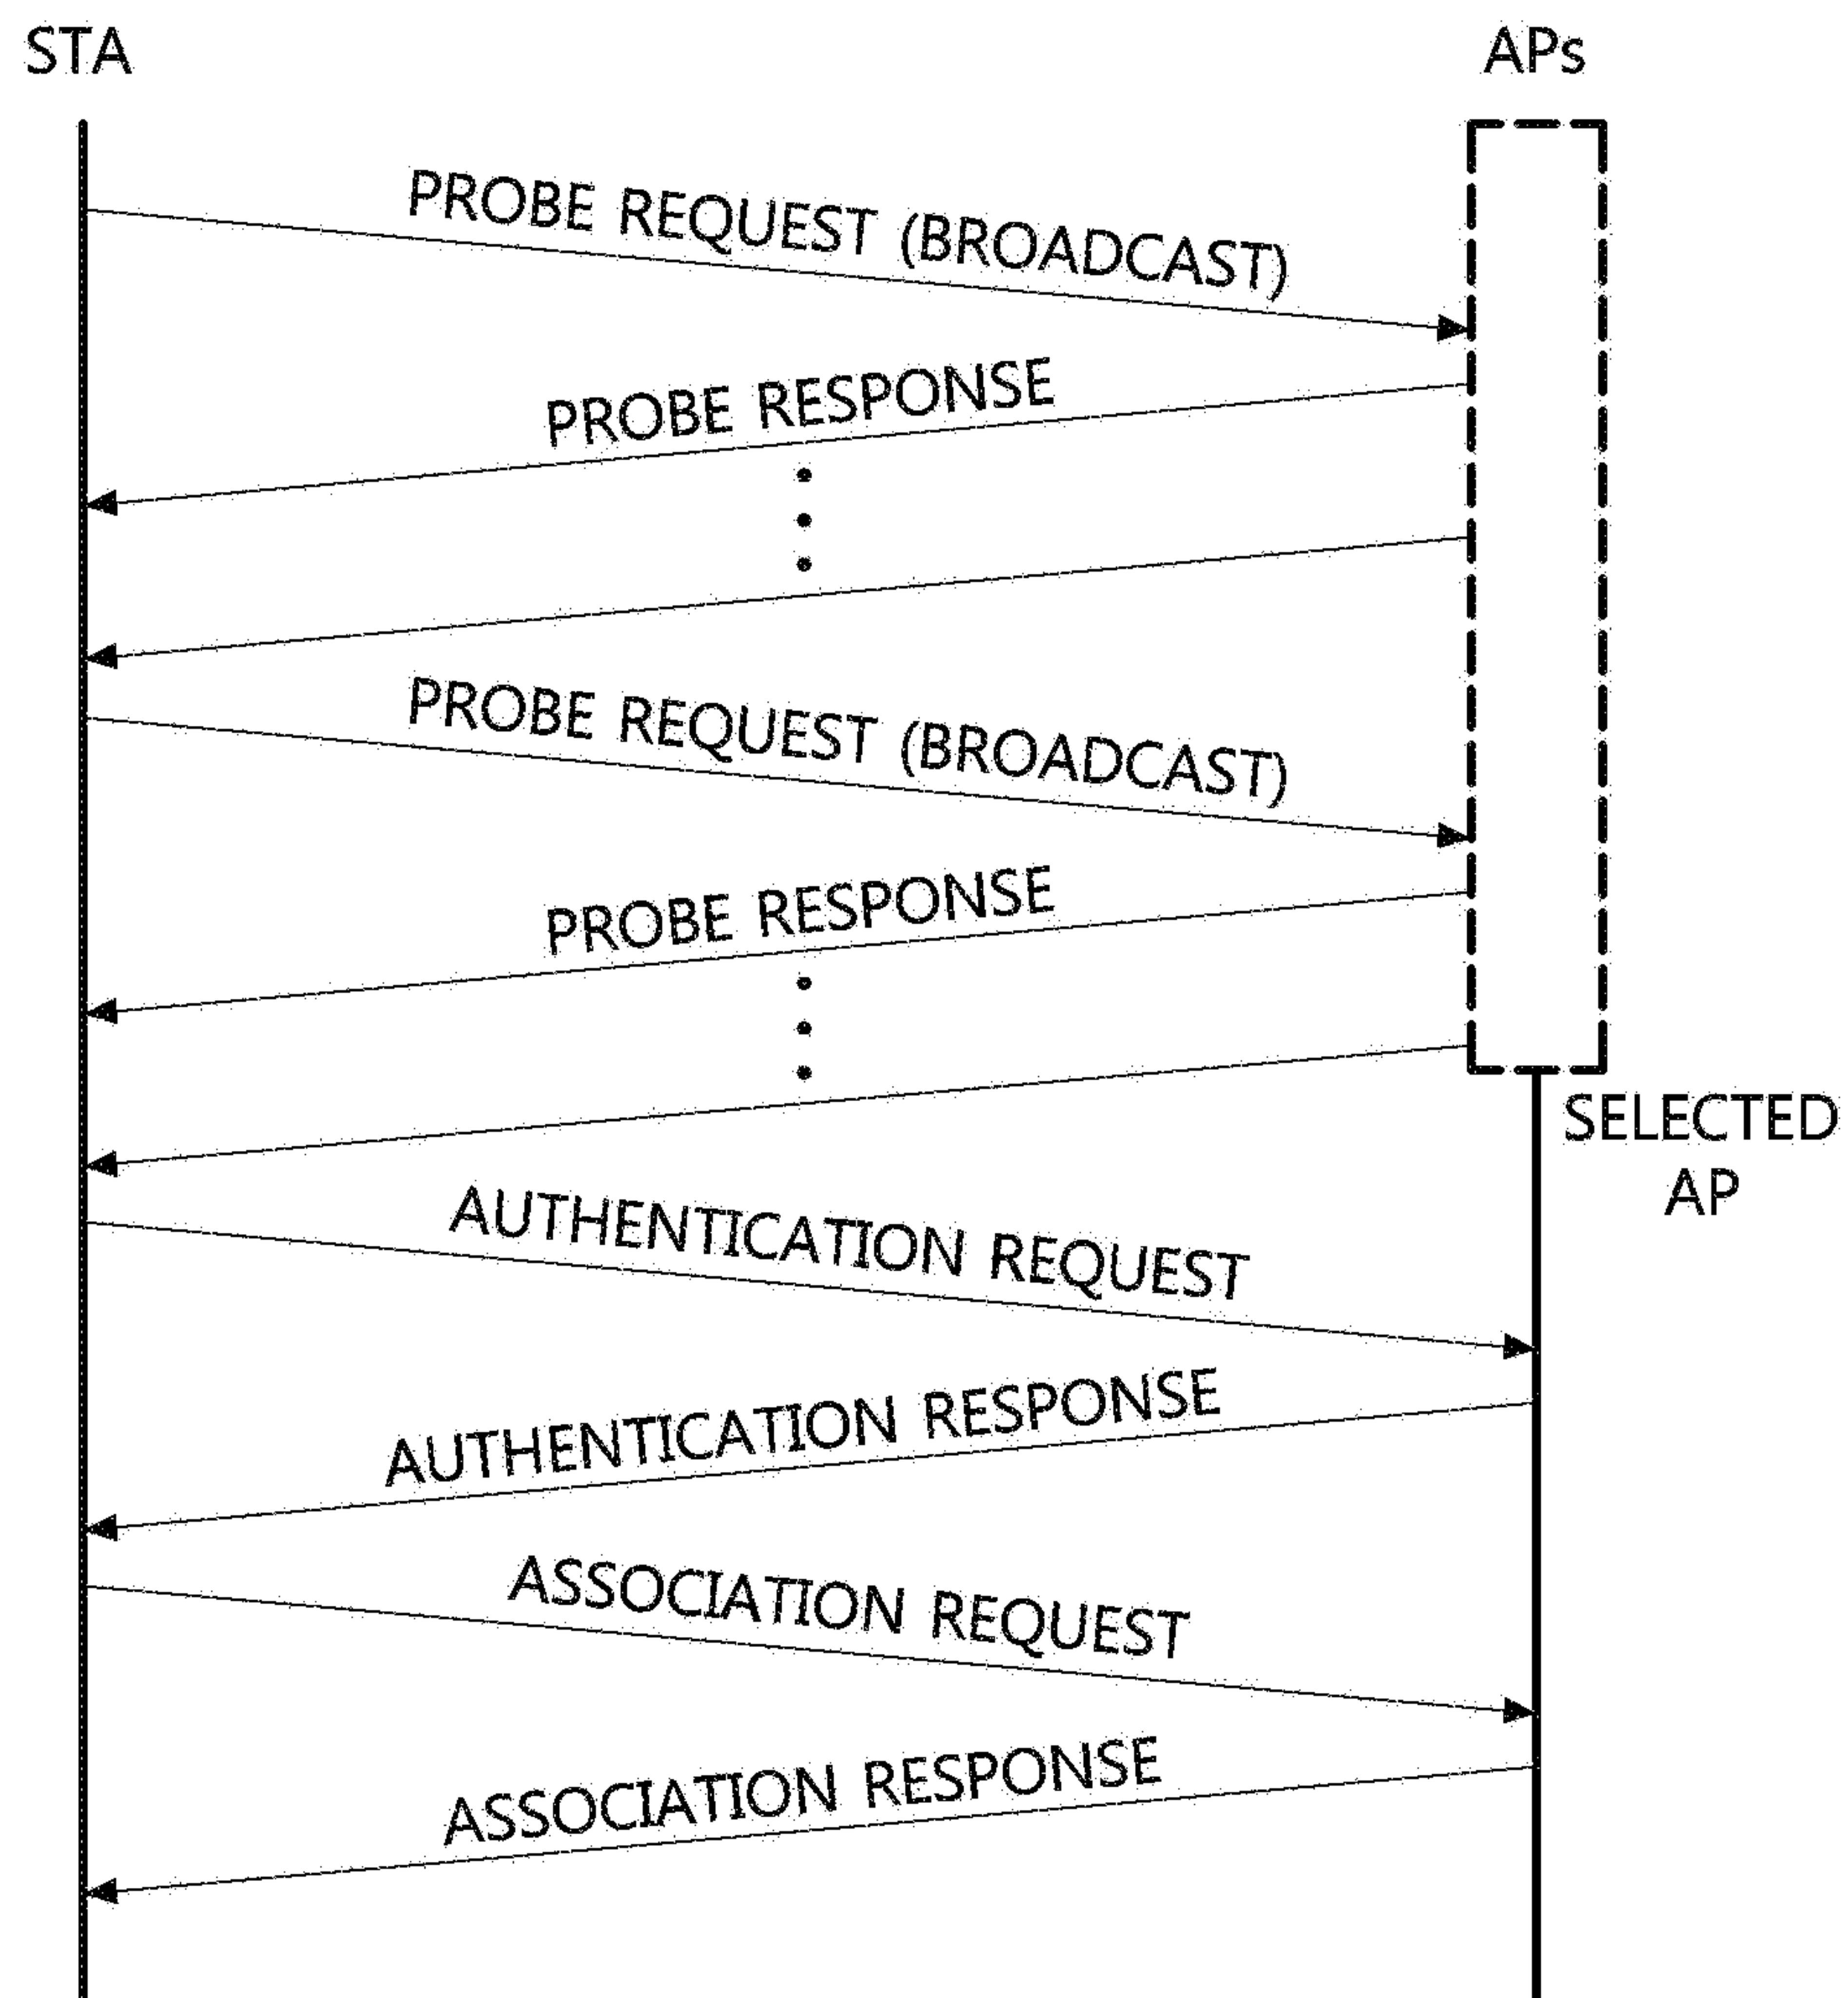 STA
APs
PROBE REQUEST (BROADCAST)
PROBE RESPONSE
PROBE REQUEST (BROADCAST)
PROBE RESPONSE
SELECTED
AP
AUTHENTICATION REQUEST
AUTHENTICATION RESPONSE
ASSOCIATION REQUEST
ASSOCIATION RESPONSE